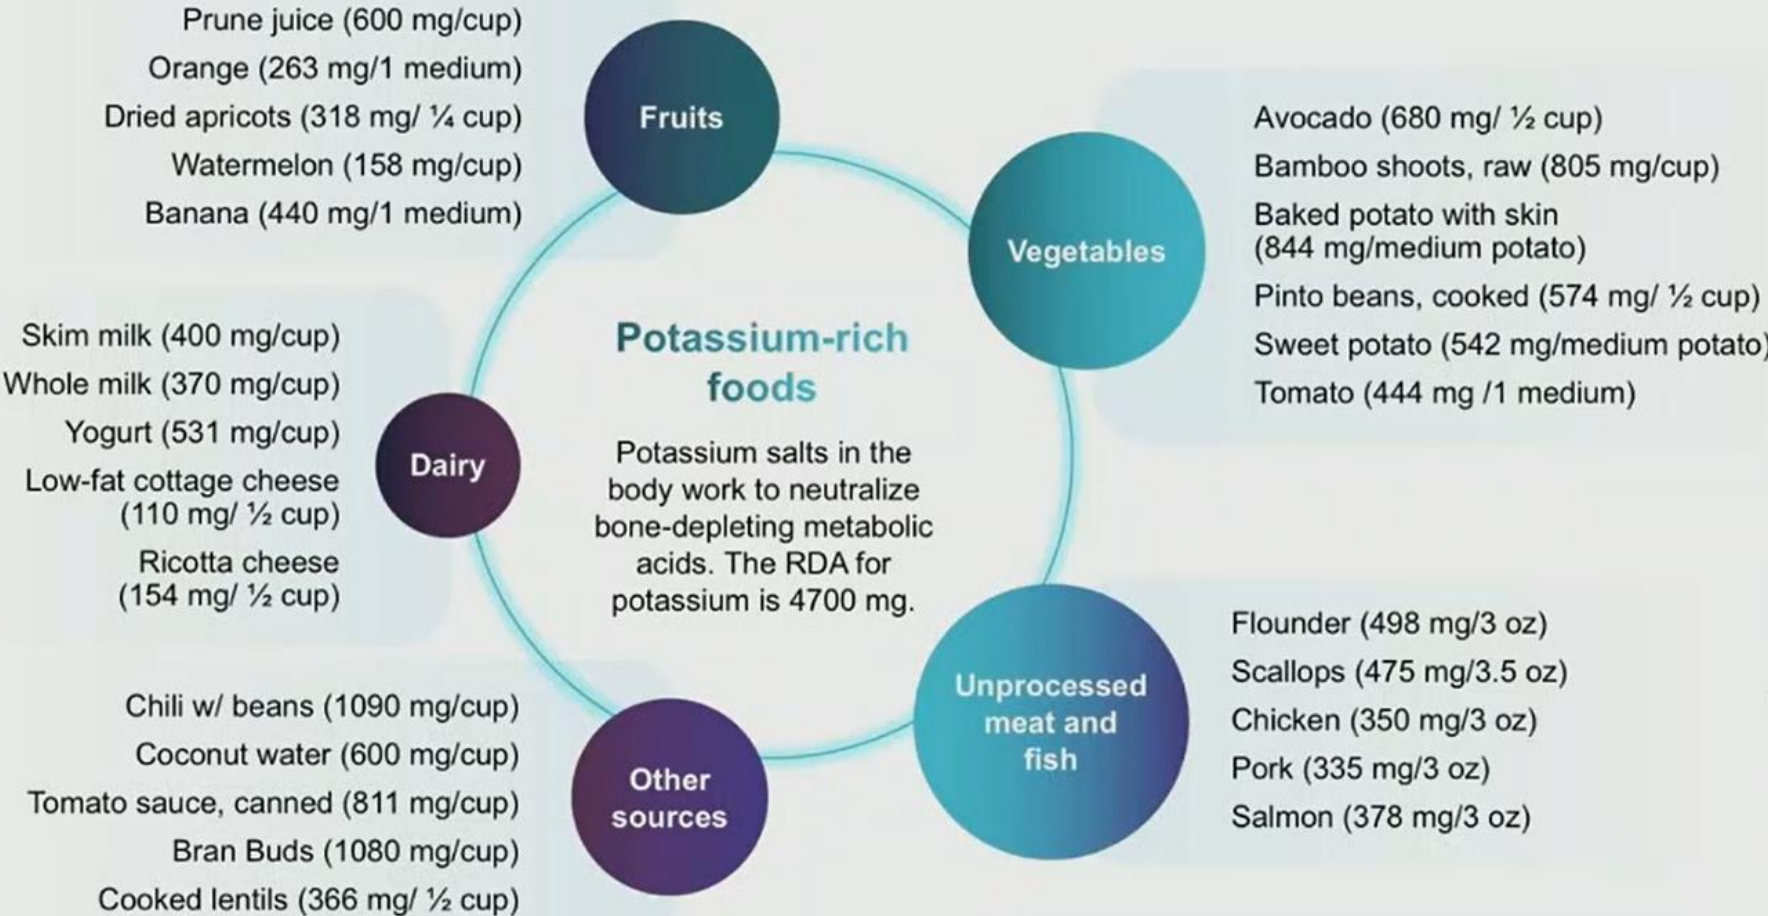 Prune juice (600 mg/cup)
Orange (263 mg/1 medium)
Dried apricots (318 mg/ ¼ cup)
Watermelon (158 mg/cup)
Banana (440 mg/1 medium)
Fruits
Avocado (680 mg/ ½ cup)
Bamboo shoots, raw (805 mg/cup)
Baked potato with skin
(844 mg/medium potato)
Pinto beans, cooked (574 mg/ ½ cup)
Sweet potato (542 mg/medium potato)
Tomato (444 mg /1 medium)
Vegetables
Skim milk (400 mg/cup)
Whole milk (370 mg/cup)
Yogurt (531 mg/cup)
Low-fat cottage cheese
(110 mg/ ½ cup)
Ricotta cheese
(154 mg/ ½ cup)
Dairy
Potassium-rich
foods
Potassium salts in the
body work to neutralize
bone-depleting metabolic
acids. The RDA for
potassium is 4700 mg.
Unprocessed
meat and
fish
Flounder (498 mg/3 oz)
Scallops (475 mg/3.5 oz)
Chicken (350 mg/3 oz)
Pork (335 mg/3 oz)
Salmon (378 mg/3 oz)
Chili w/ beans (1090 mg/cup)
Coconut water (600 mg/cup)
Tomato sauce, canned (811 mg/cup)
Bran Buds (1080 mg/cup)
Cooked lentils (366 mg/ ½ cup)
Other
sources